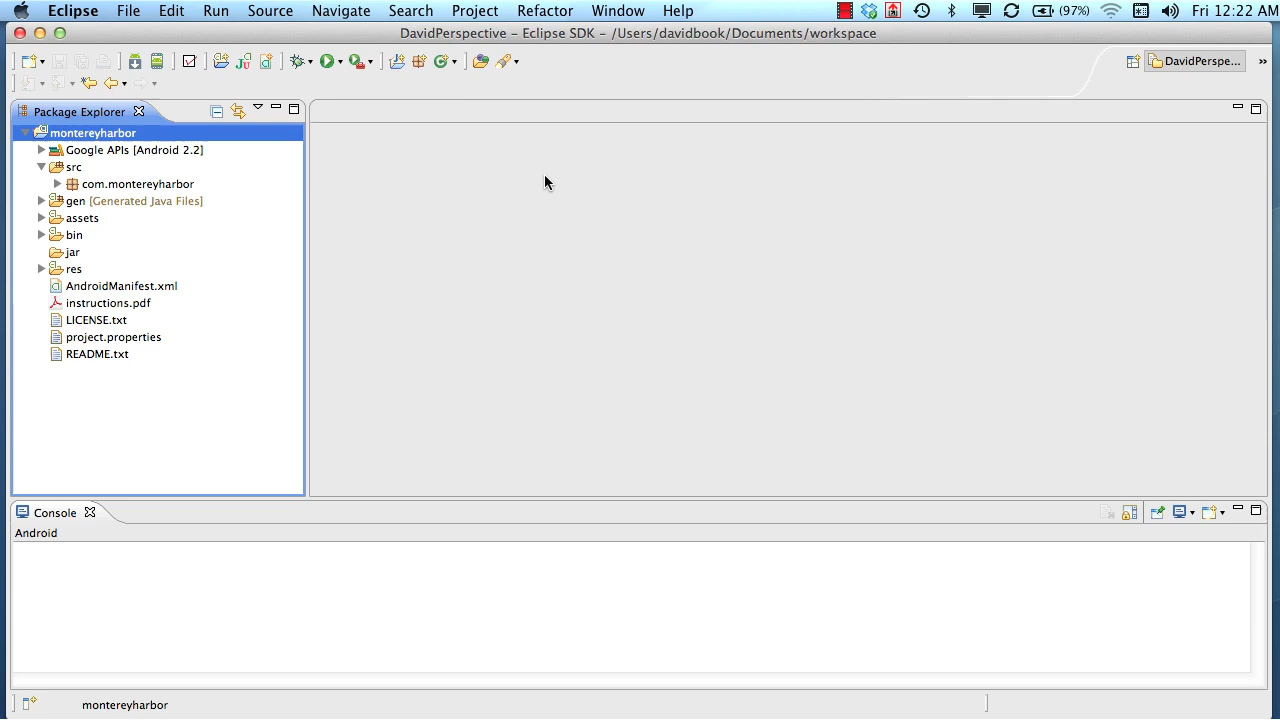 Eclipse File Edit Run Source Navigate Search Project Refactor Window Help (97%) Fri 12:22 AM
DavidPerspective - Eclipse SDK - /Users/davidbook/Documents/workspace
DavidPerspe... »
Package Explorer
montereyharbor
Google APIs [Android 2.2]
src
com.montereyharbor
gen [Generated Java Files]
assets
bin
jar
res
AndroidManifest.xml
instructions.pdf
LICENSE.txt
project.properties
README.txt
Console
Android
montereyharbor